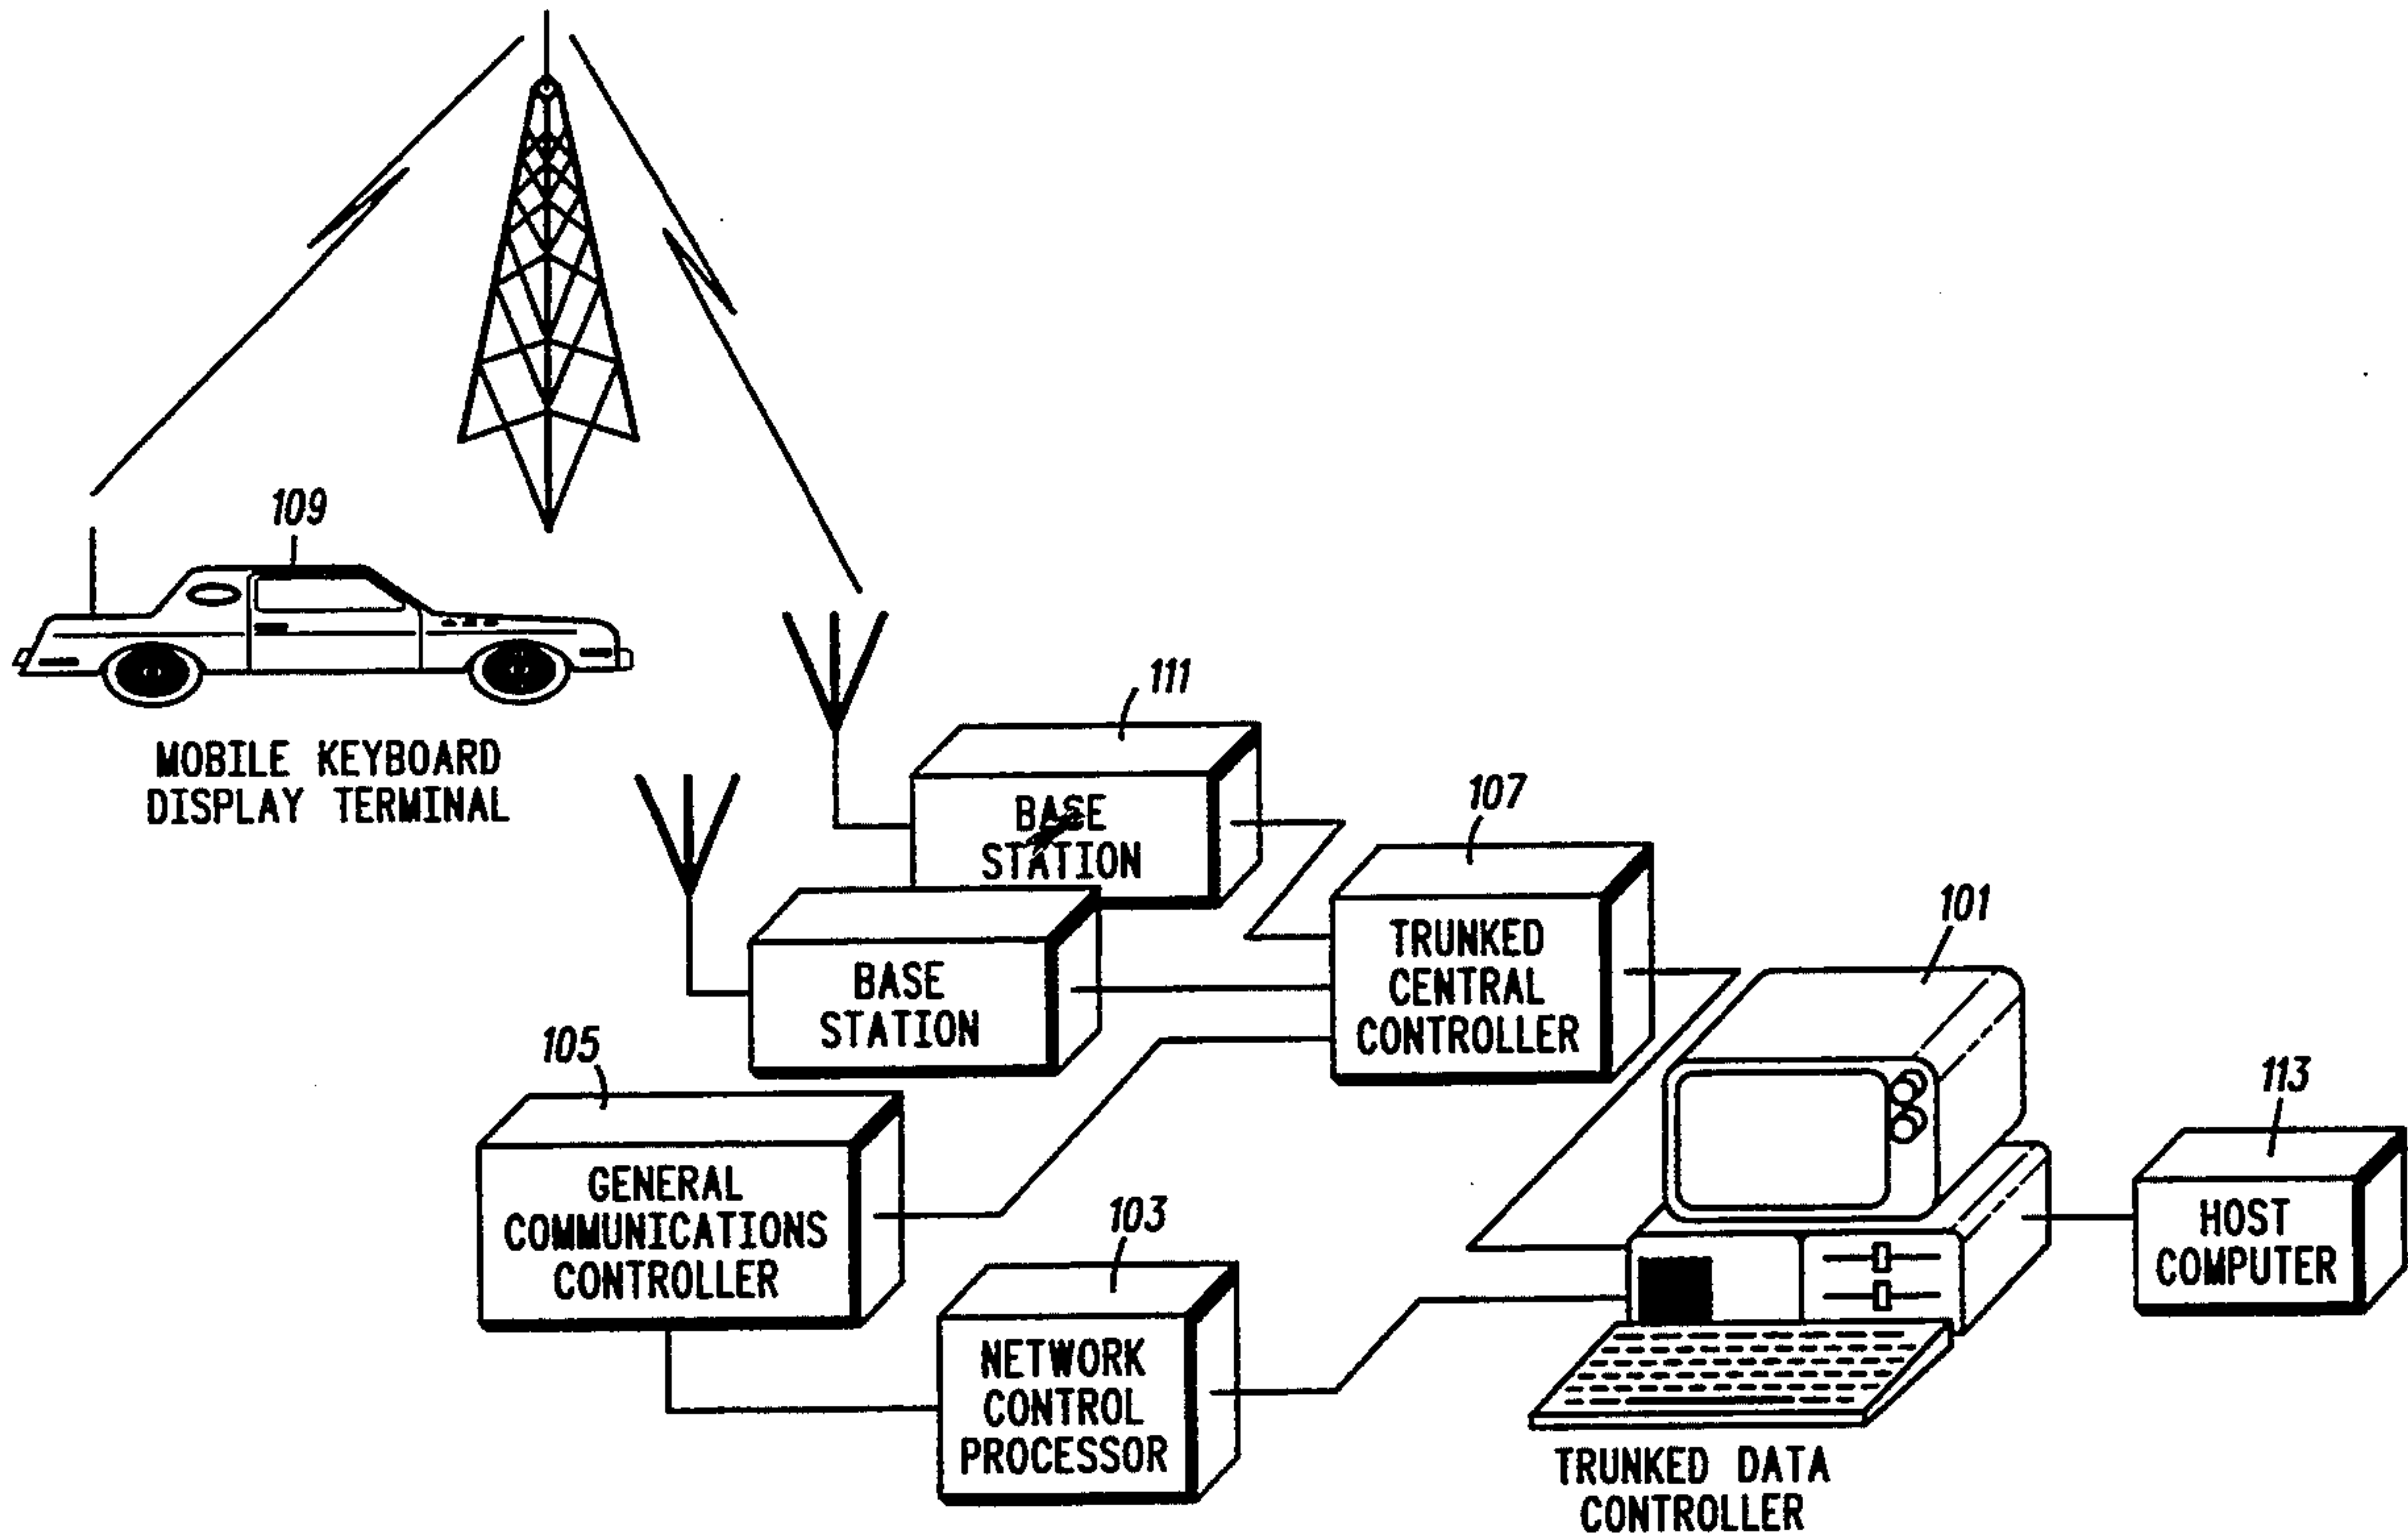 109
MOBILE KEYBOARD
DISPLAY TERMINAL
111
BASE
STATION
107
TRUNKED
CENTRAL
CONTROLLER
BASE
STATION
101
105
GENERAL
COMMUNICATIONS
CONTROLLER
113
HOST
COMPUTER
103
NETWORK
CONTROL
PROCESSOR
TRUNKED DATA
CONTROLLER